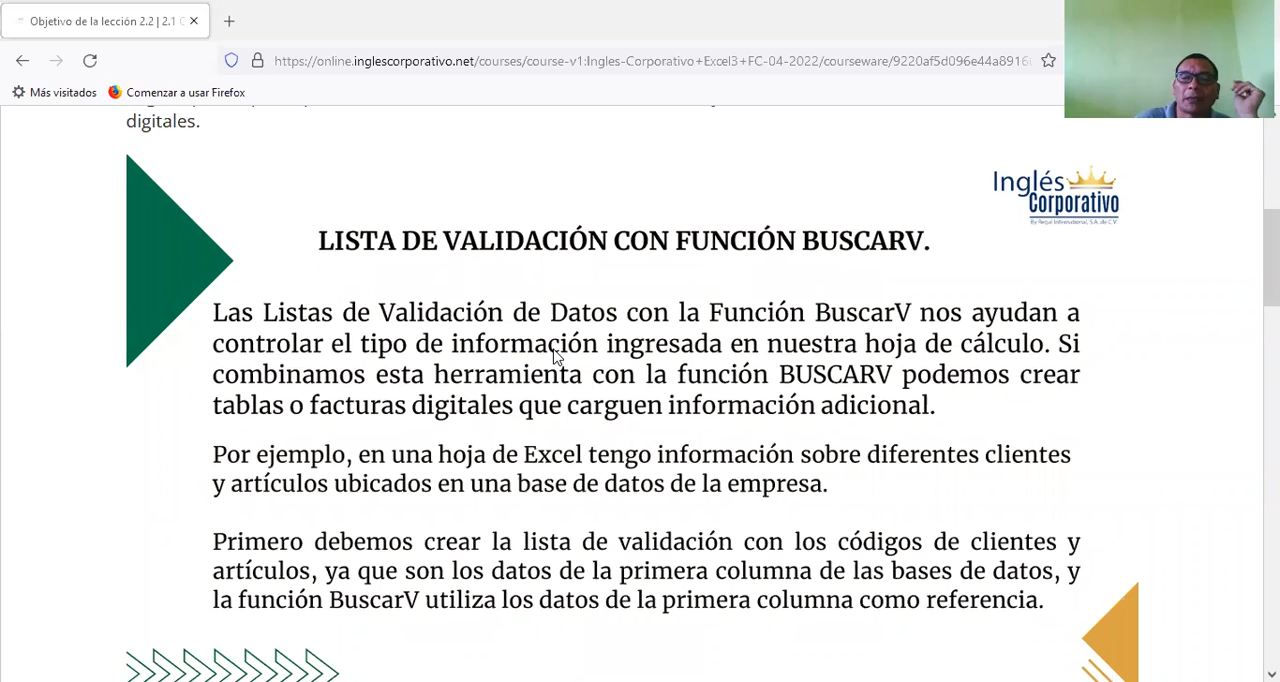 Objetivo de la lección 2.2 | 2.1
https://online.inglescorporativo.net/courses/course-v1:Ingles-Corporativo+Excel3+FC-04-2022/courseware/9220af5d096e44a8916
Más visitados
Comenzar a usar Firefox
digitales.
Inglés
Corporativo
LISTA DE VALIDACIÓN CON FUNCIÓN BUSCARV.
Las Listas de Validación de Datos con la Función BuscarV nos ayudan a
controlar el tipo de información ingresada en nuestra hoja de cálculo. Si
combinamos esta herramienta con la función BUSCARV podemos crear
tablas o facturas digitales que carguen información adicional.
Por ejemplo, en una hoja de Excel tengo información sobre diferentes clientes
y artículos ubicados en una base de datos de la empresa.
Primero debemos crear la lista de validación con los códigos de clientes y
artículos, ya que son los datos de la primera columna de las bases de datos, y
la función BuscarV utiliza los datos de la primera columna como referencia.